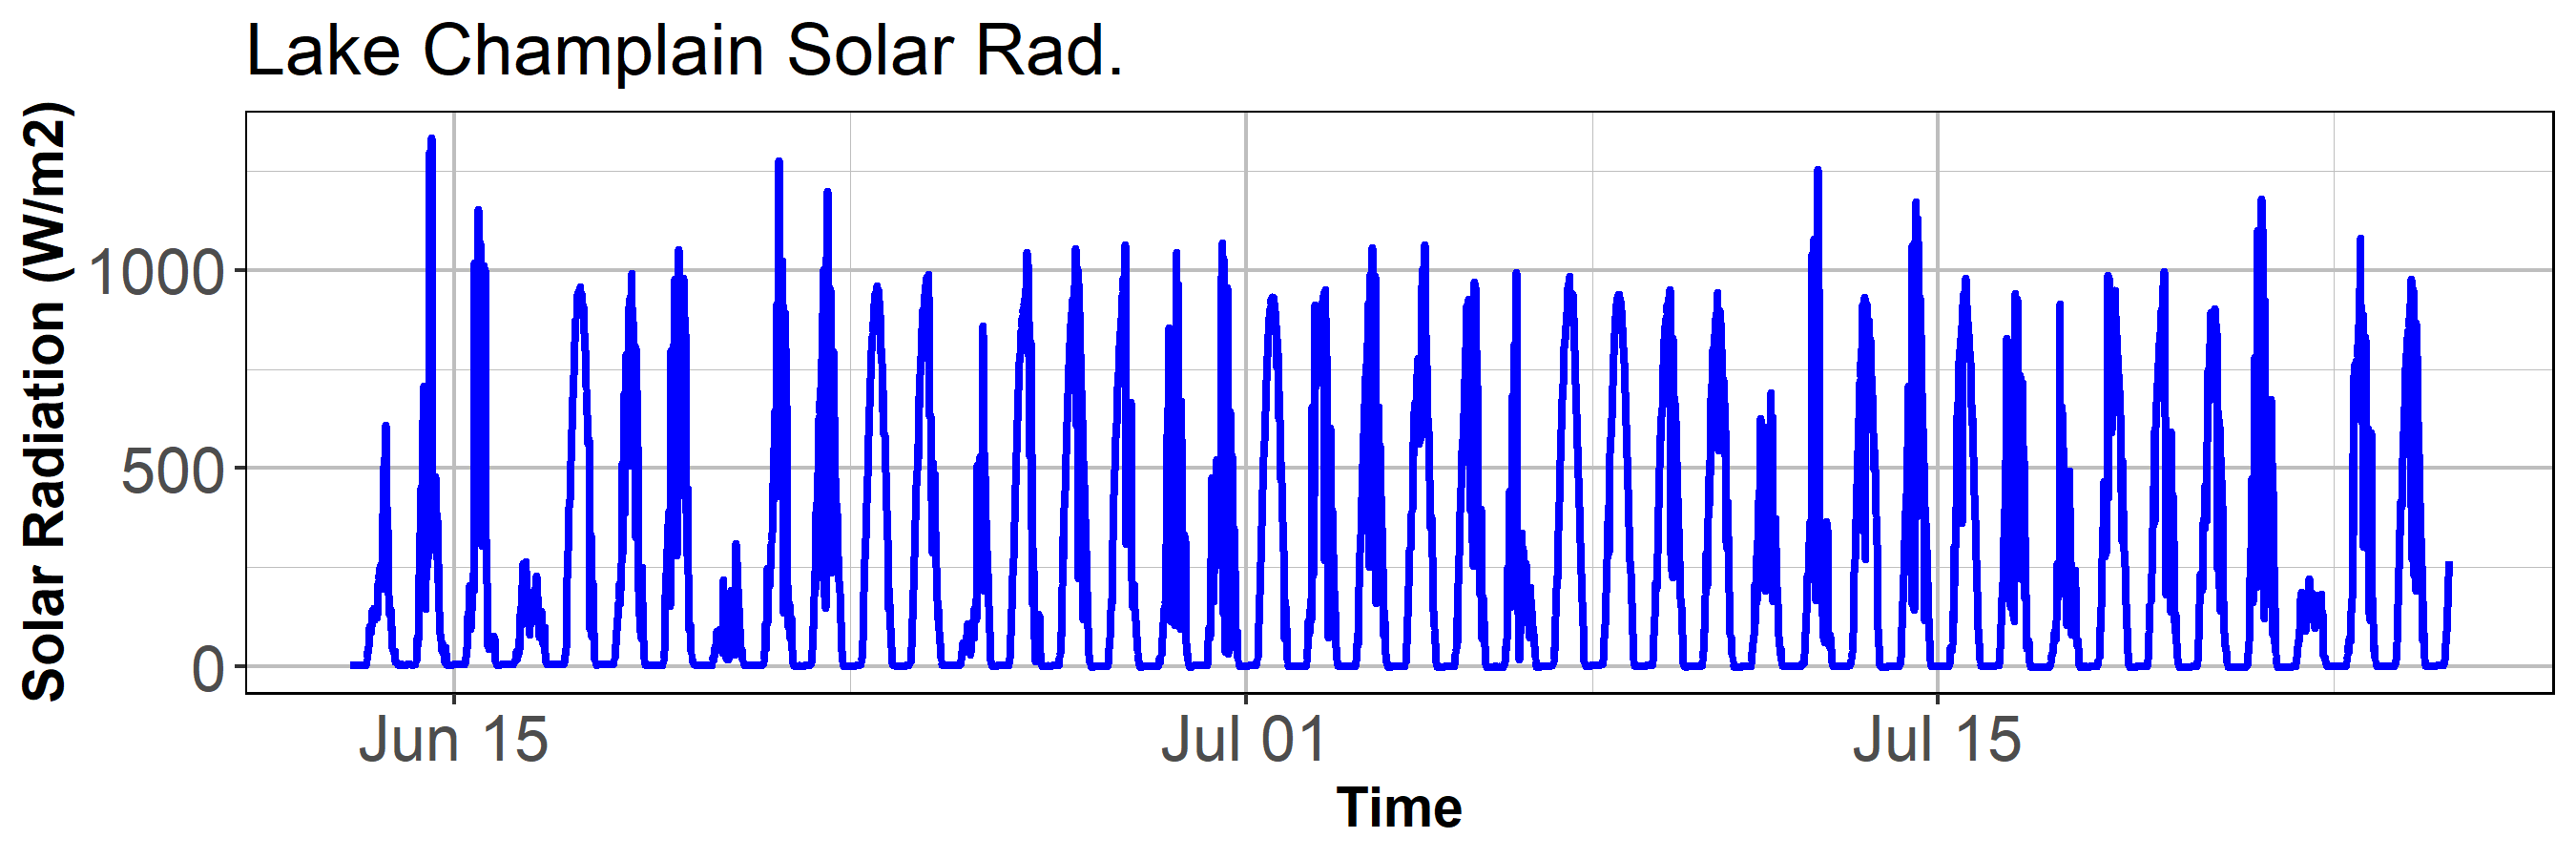 Lake Champlain Solar Rad.
Solar Radiation (W/m2)
1000
500
0
Jun 15
Jul 01
Jul 15
Time